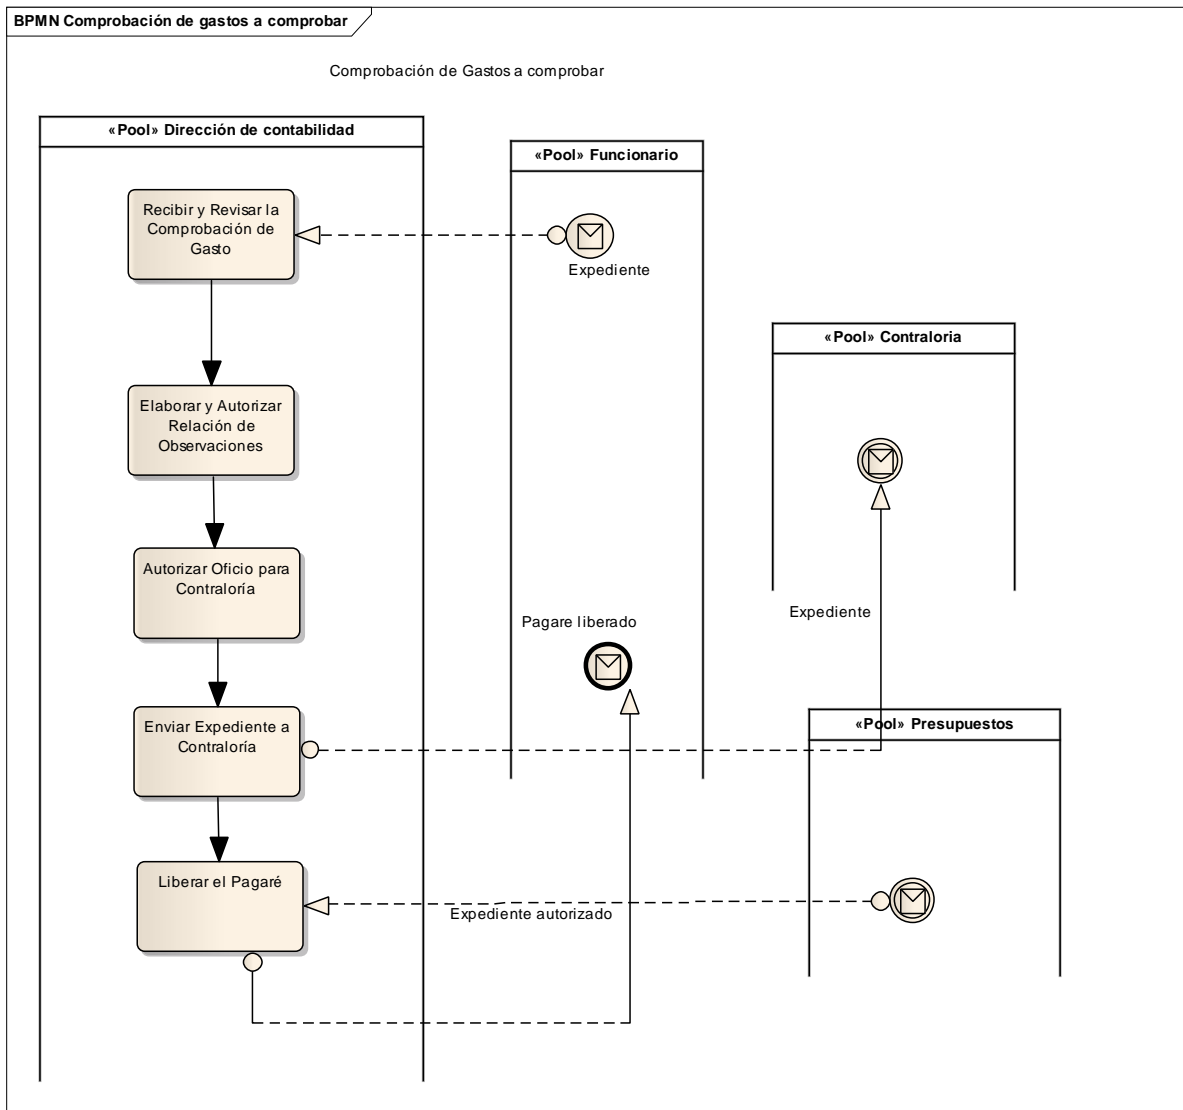 BPMN Comprobación de gastos a comprobar
Comprobación de Gastos a comprobar
«Pool» Dirección de contabilidad
«Pool» Funcionario
Recibir y Revisar la
Comprobación de
Gasto
Expediente
«Pool» Contraloria
Elaborar y Autorizar
Relación de
Observaciones
Autorizar Oficio para
Contraloría
Expediente
Pagare liberado
Enviar Expediente a
Contraloría
«Pool» Presupuestos
Liberar el Pagaré
Expediente autorizado